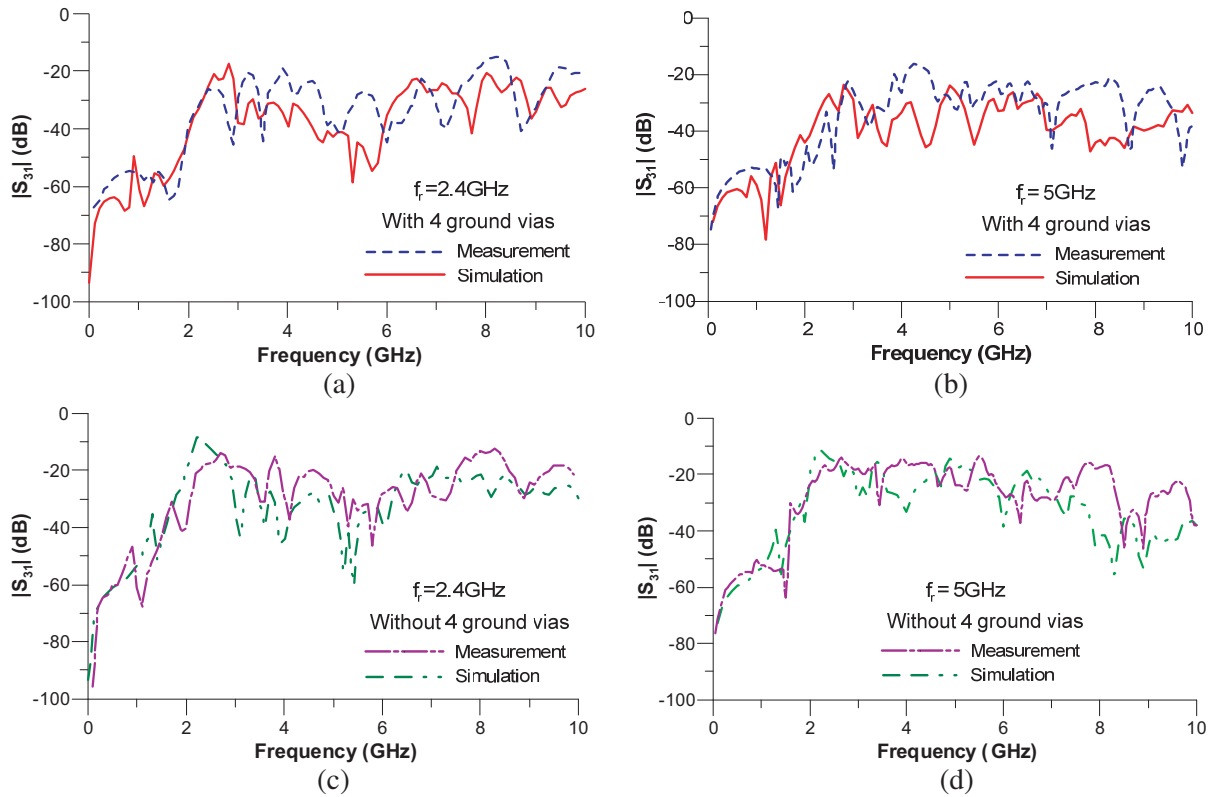 0
-20
-40
-60
-80
-100
|S31| (dB)
fr=2.4GHz
With 4 ground vias
Measurement
Simulation
0 2 4 6 8 10
Frequency (GHz)
(a)
0
-20
-40
-60
-80
-100
|S31| (dB)
fr= 5GHz
With 4 ground vias
Measurement
Simulation
0 2 4 6 8 10
Frequency (GHz)
(b)
0
-20
-40
-60
-80
-100
|S31| (dB)
fr=2.4GHz
Without 4 ground vias
Measurement
Simulation
0 2 4 6 8 10
Frequency (GHz)
(c)
0
-20
-40
-60
-80
-100
|S31| (dB)
fr= 5GHz
Without 4 ground vias
Measurement
Simulation
0 2 4 6 8 10
Frequency (GHz)
(d)